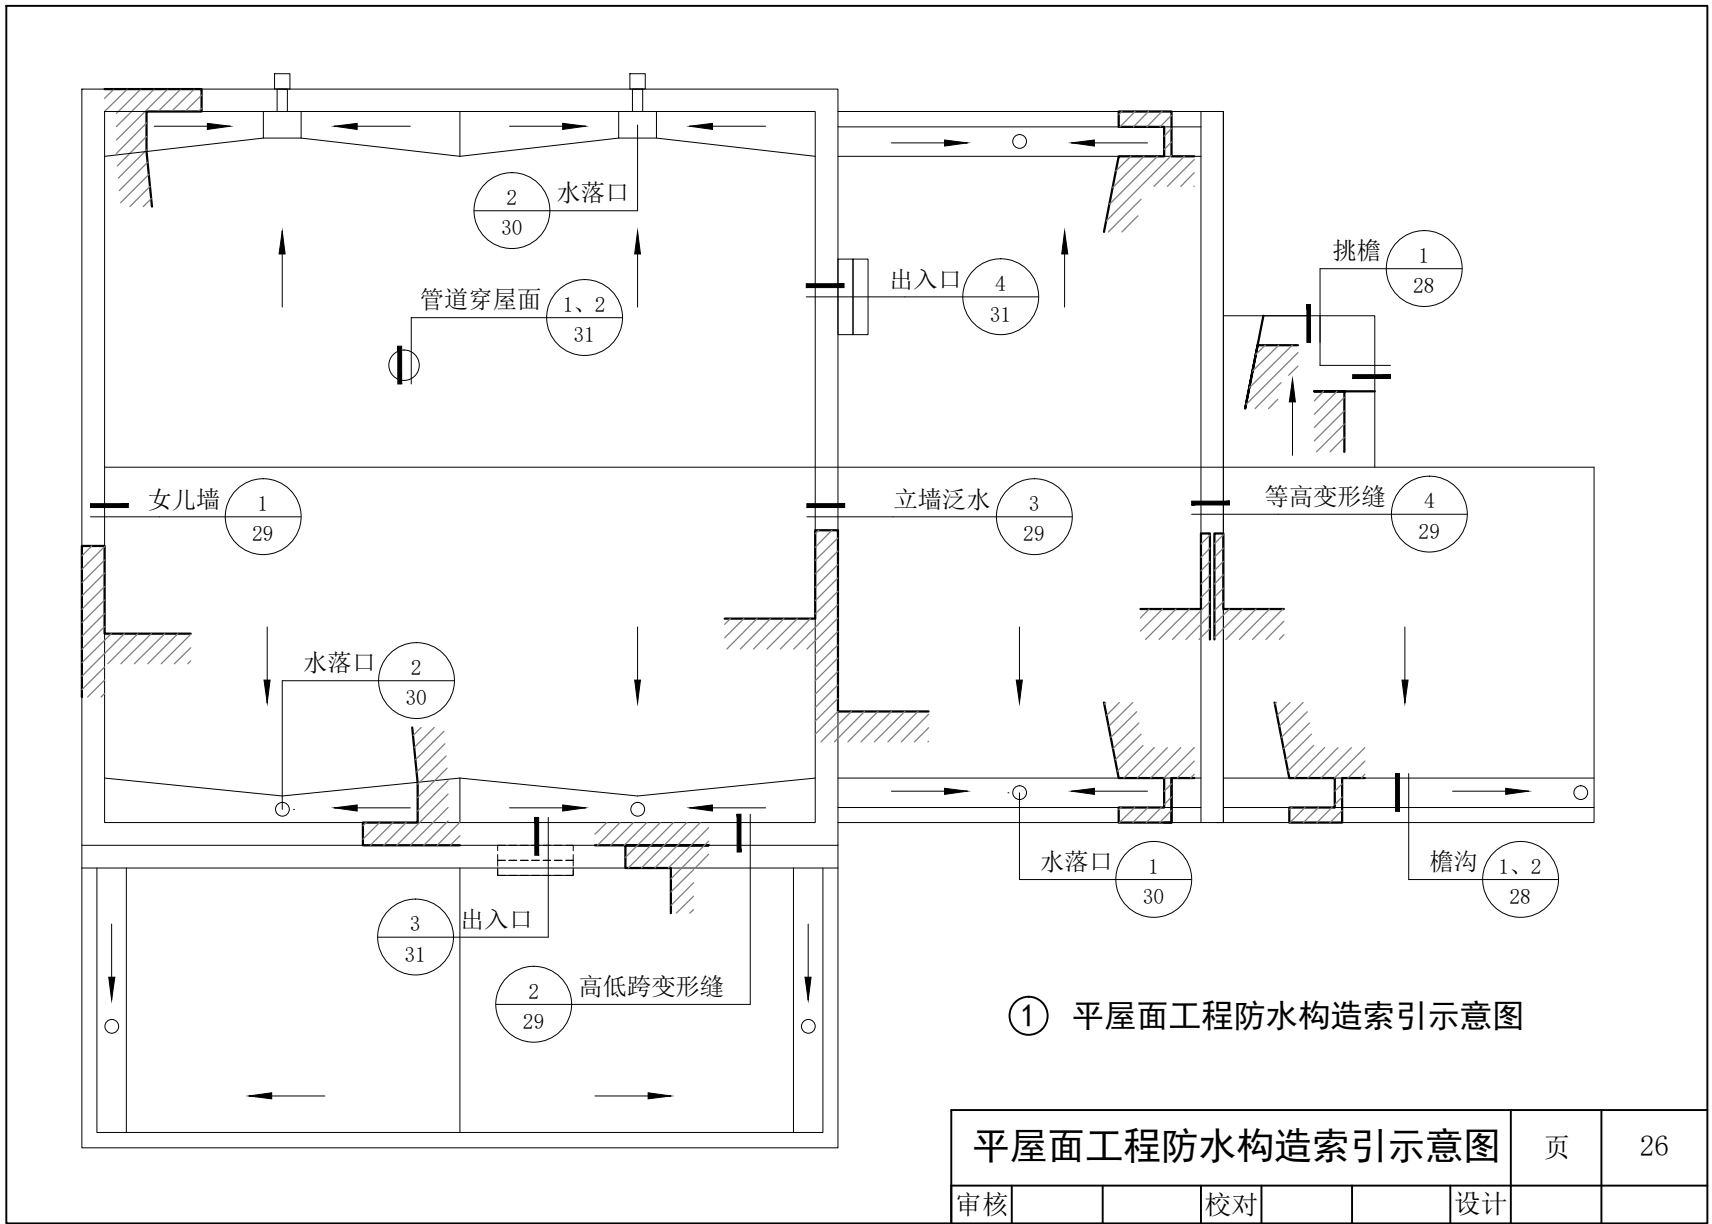 水落口
2
30
管道穿屋面
1、2
31
出入口
4
31
挑檐
1
28
女儿墙
1
29
立墙泛水
3
29
等高变形缝
4
29
水落口
2
30
水落口
1
30
檐沟
1、2
28
3
31
出入口
2
29
高低跨变形缝
① 平屋面工程防水构造索引示意图
平屋面工程防水构造索引示意图 页 26
审核 校对 设计